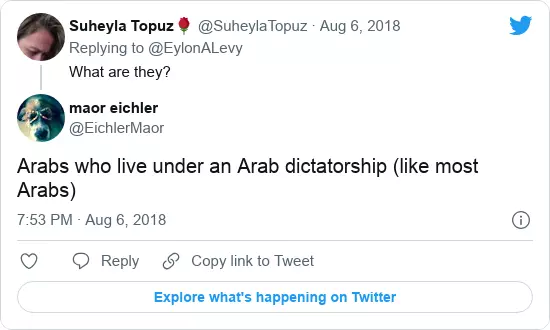 Suheyla Topuz🌹 @SuheylaTopuz · Aug 6, 2018
Replying to @EylonALevy
What are they?
maor eichler
@EichlerMaor
Arabs who live under an Arab dictatorship (like most
Arabs)
7:53 PM · Aug 6, 2018
Reply
Copy link to Tweet
Explore what's happening on Twitter